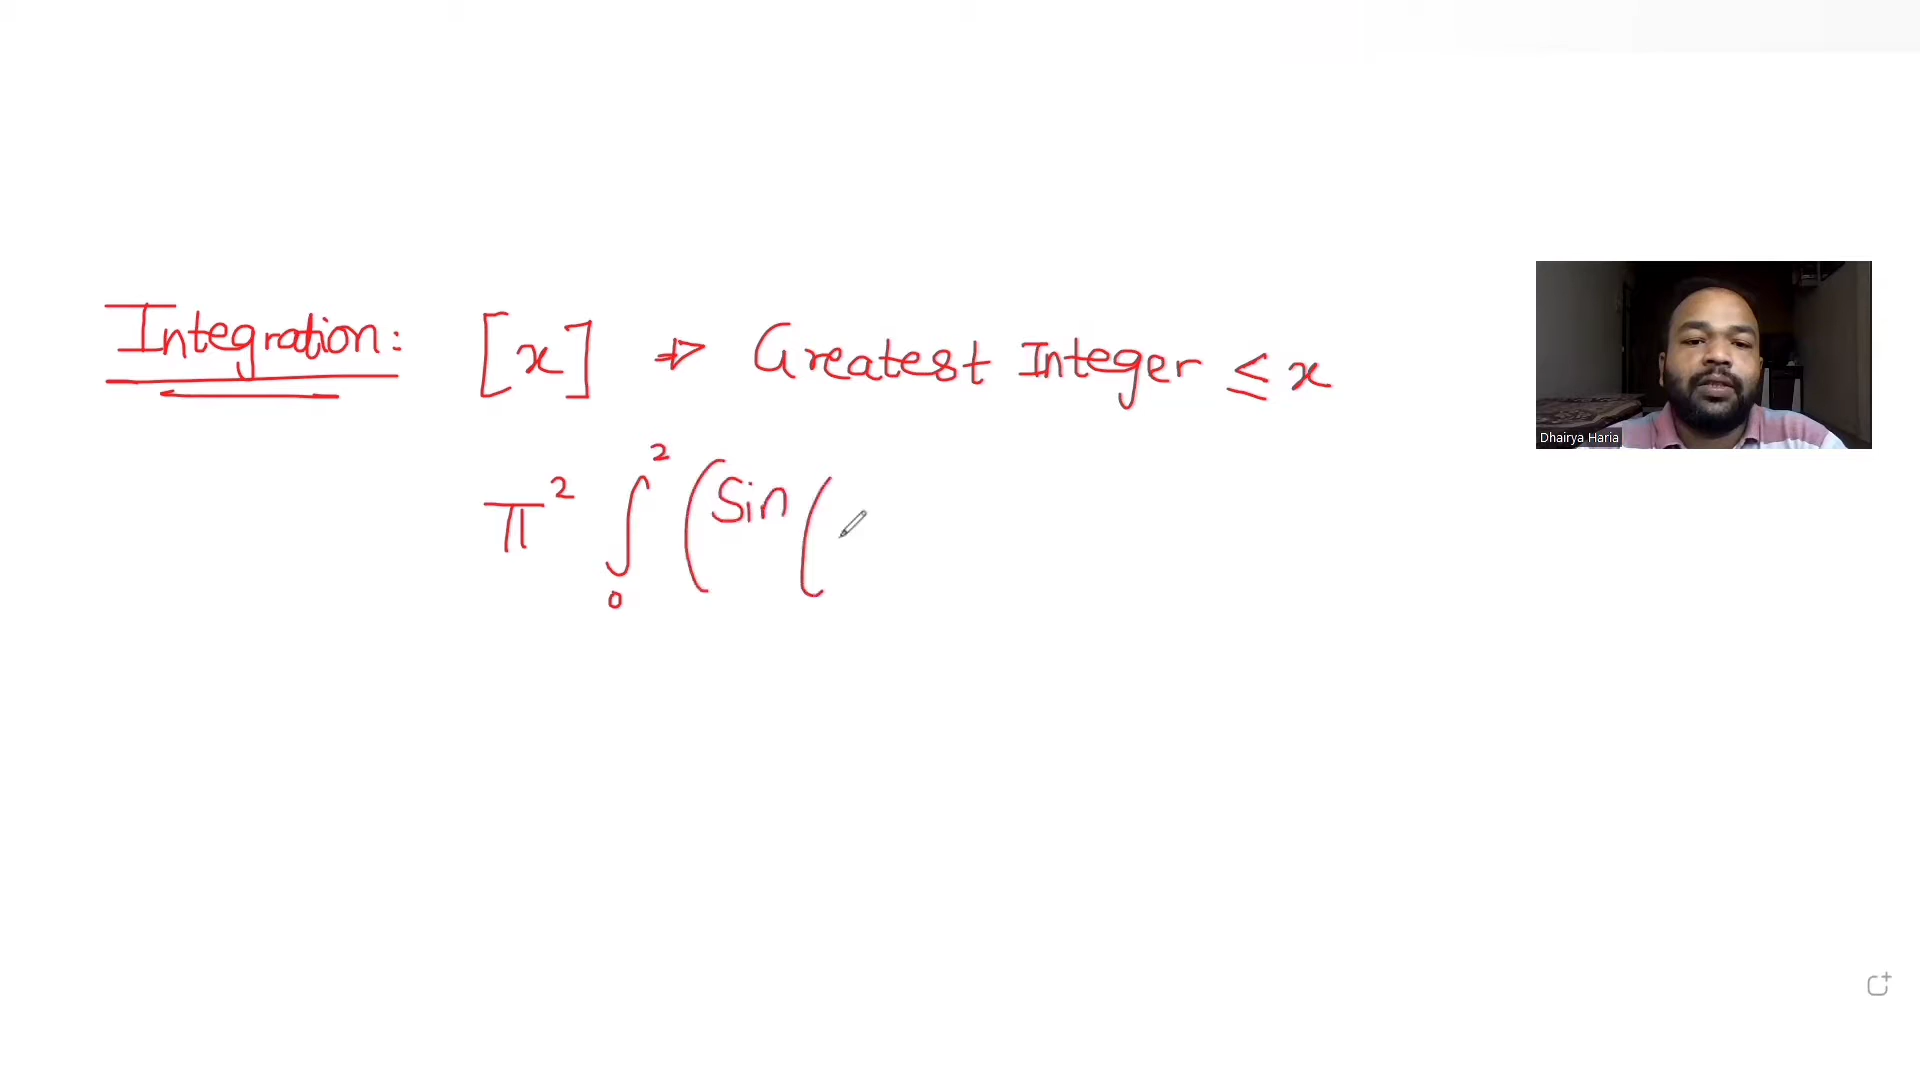 Integration: [x] → Greatest Integer ≤ x
π² ∫₀² (Sin (
Dhairya Haria